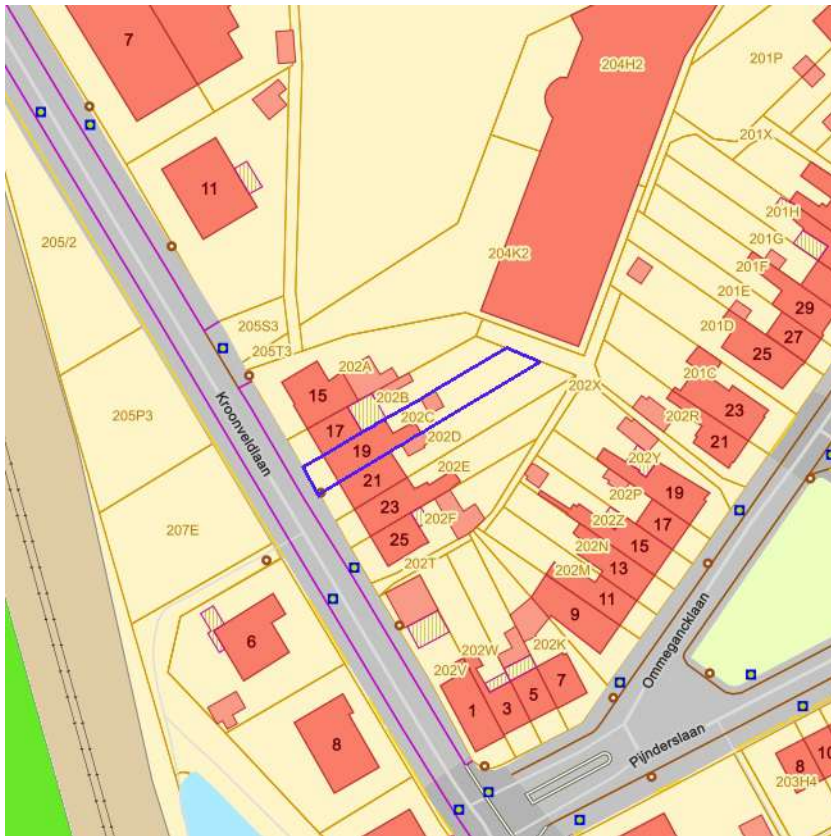 7
204H2
201P
201X
11
201H
201G
205/2
204K2
201F
201E
29
205S3
201D
27
205T3
25
202A
202X
201C
15
202B
202R
23
205P3
Kroonveldlaan
17
202C
21
19
202D
202Y
21
202E
19
202P
23
202F
17
207E
202Z
25
202N
15
202T
202M
13
11
9
6
202W
202K
Ommegancklaan
202V
7
5
1
3
8
Pijnderslaan
8
10
203H4